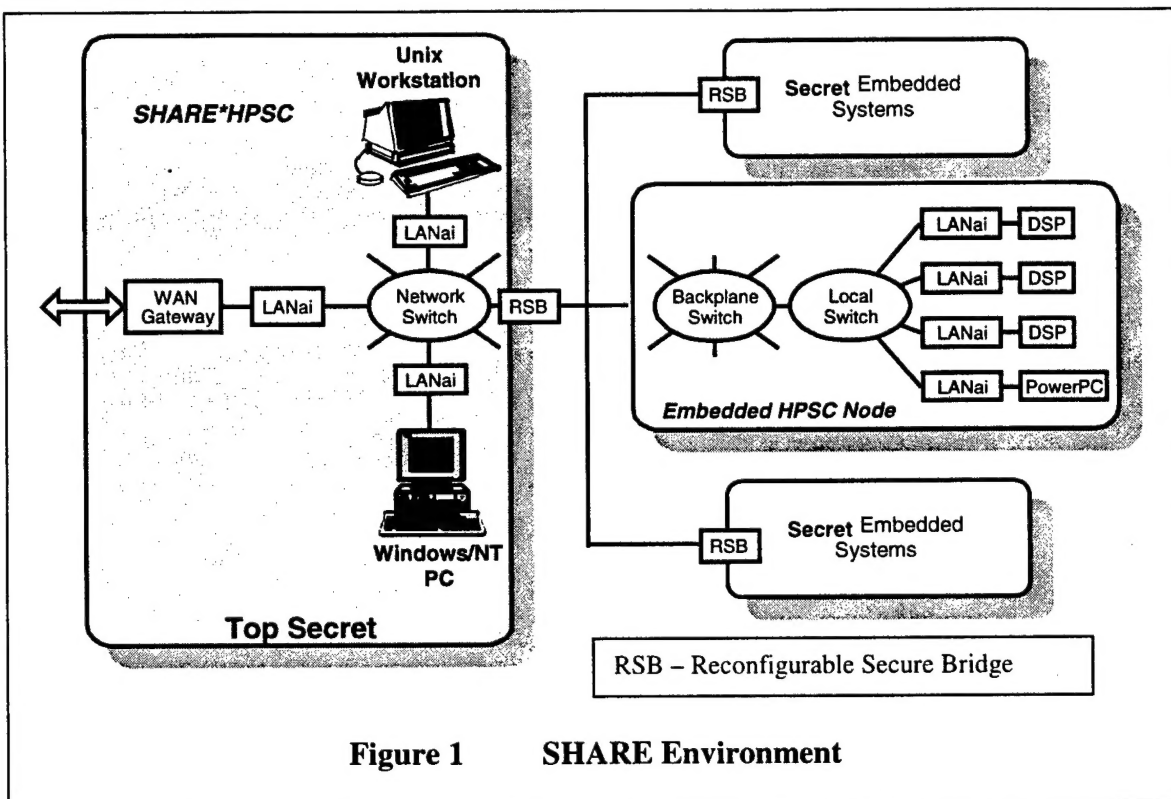 Unix
Workstation
SHARE*HPSC
LANai
WAN
Gateway
LANai
Network
Switch
RSB
LANai
Windows/NT
PC
Top Secret
RSB
Secret Embedded
Systems
Backplane
Switch
Local
Switch
LANai
DSP
LANai
DSP
LANai
DSP
LANai
PowerPC
Embedded HPSC Node
RSB
Secret Embedded
Systems
RSB – Reconfigurable Secure Bridge
Figure 1 SHARE Environment